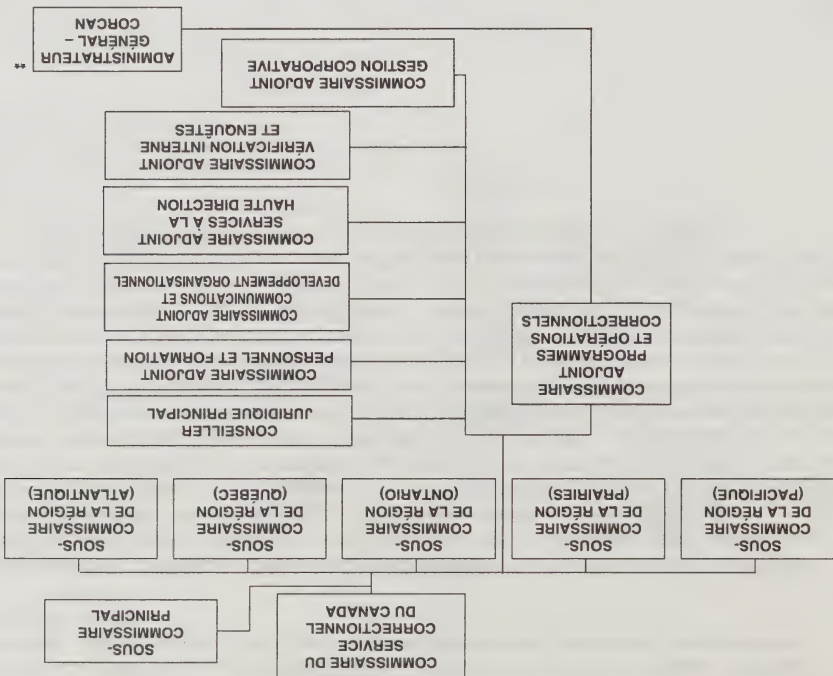 COMMISSAIRE DU
SERVICE
CORRECTIONNEL
DU CANADA
SOUS-
COMMISSAIRE
PRINCIPAL
SOUS-
COMMISSAIRE
DE LA RÉGION
(PACIFIQUE)
SOUS-
COMMISSAIRE
DE LA RÉGION
(PRAIRIES)
SOUS-
COMMISSAIRE
DE LA RÉGION
(ONTARIO)
SOUS-
COMMISSAIRE
DE LA RÉGION
(QUÉBEC)
SOUS-
COMMISSAIRE
DE LA RÉGION
(ATLANTIQUE)
COMMISSAIRE
ADJOINT
PROGRAMMES
ET OPÉRATIONS
CORRECTIONNELS
CONSEILLER
JURIDIQUE PRINCIPAL
COMMISSAIRE ADJOINT
PERSONNEL ET FORMATION
COMMISSAIRE ADJOINT
COMMUNICATIONS ET
DÉVELOPPEMENT ORGANISATIONNEL
COMMISSAIRE ADJOINT
SERVICES À LA
HAUTE DIRECTION
COMMISSAIRE ADJOINT
VÉRIFICATION INTERNE
ET ENQUÊTES
COMMISSAIRE ADJOINT
GESTION CORPORATIVE
ADMINISTRATEUR
GÉNÉRAL –
CORCAN
**